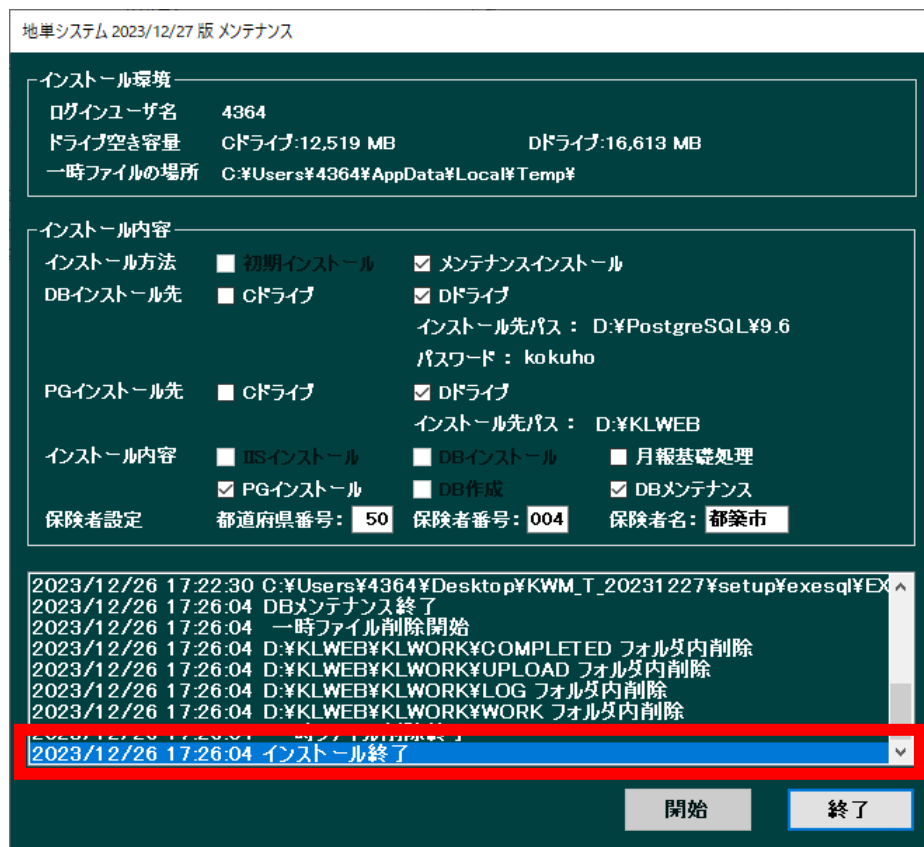 地単システム 2023/12/27 版 メンテナンス
インストール環境
ログインユーザ名 4364
ドライブ空き容量 Cドライブ:12,519 MB Dドライブ:16,613 MB
一時ファイルの場所 C:¥Users¥4364¥AppData¥Local¥Temp¥
インストール内容
インストール方法 初期インストール メンテナンスインストール
DBインストール先 Cドライブ Dドライブ
インストール先パス： D:¥PostgreSQL¥9.6
パスワード： kokuho
PGインストール先 Cドライブ Dドライブ
インストール先パス： D:¥KLWEB
インストール内容 IISインストール DBインストール 月報基礎処理
PGインストール DB作成 DBメンテナンス
保険者設定 都道府県番号： 50 保険者番号： 004 保険者名： 都築市
2023/12/26 17:22:30 C:¥Users¥4364¥Desktop¥KWM_T_20231227¥setup¥exesql¥EX
2023/12/26 17:26:04 DBメンテナンス終了
2023/12/26 17:26:04 一時ファイル削除開始
2023/12/26 17:26:04 D:¥KLWEB¥KLWORK¥COMPLETED フォルダ内削除
2023/12/26 17:26:04 D:¥KLWEB¥KLWORK¥UPLOAD フォルダ内削除
2023/12/26 17:26:04 D:¥KLWEB¥KLWORK¥LOG フォルダ内削除
2023/12/26 17:26:04 D:¥KLWEB¥KLWORK¥WORK フォルダ内削除
2023/12/26 17:26:04 一時ファイル削除終了
2023/12/26 17:26:04 インストール終了
開始 終了